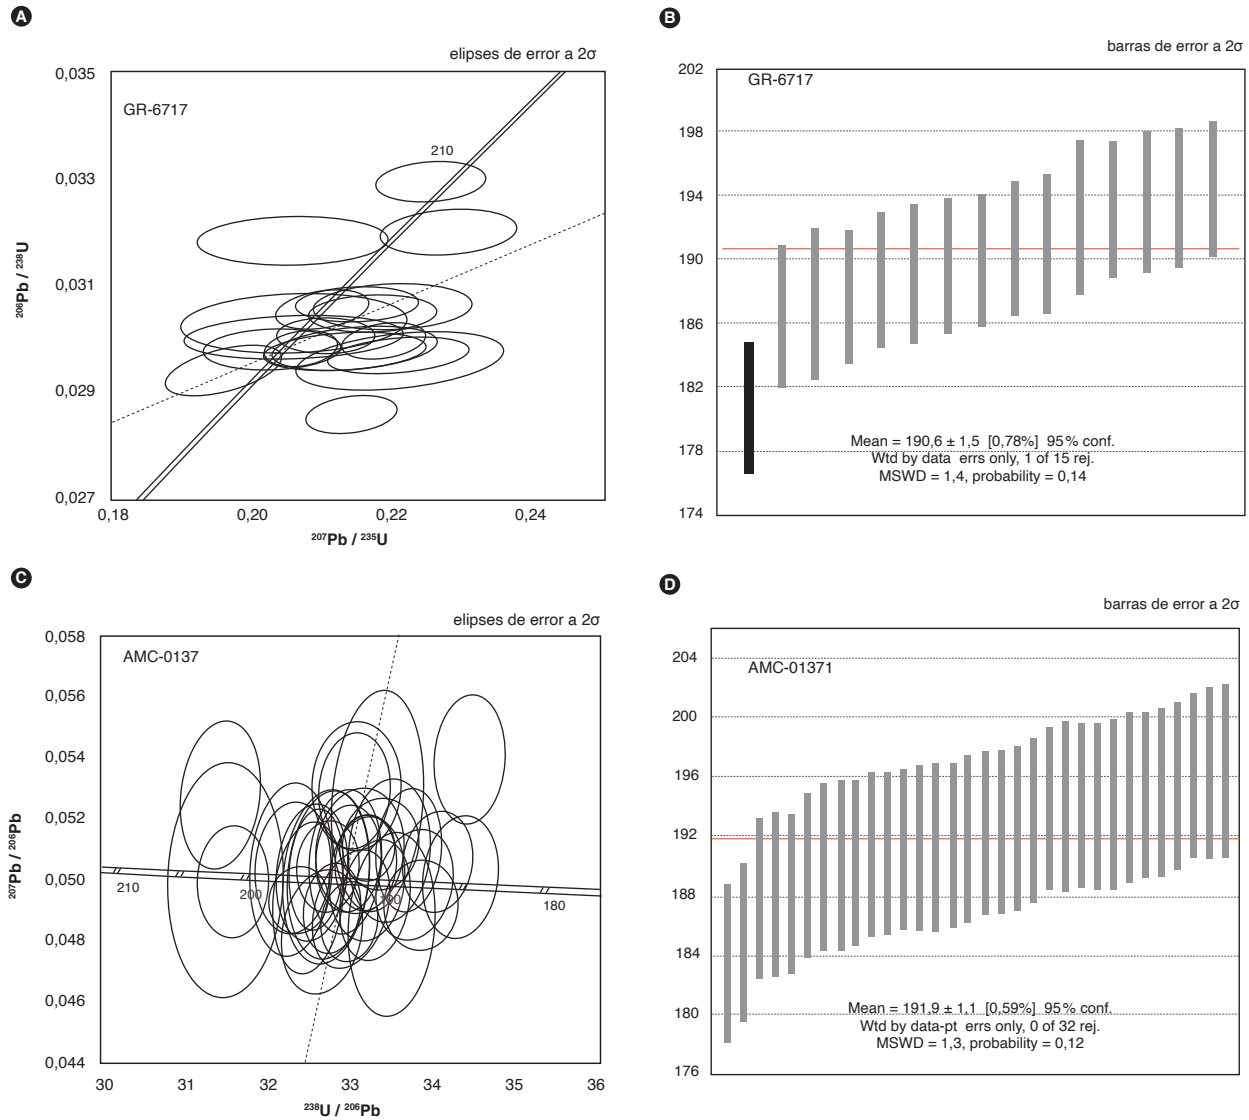 A
elipses de error a 2σ
0,035
0,033
0,031
0,029
0,027
²⁰⁶Pb / ²³⁸U
GR-6717
210
0,18
0,20
0,22
0,24
²⁰⁷Pb / ²³⁵U
B
barras de error a 2σ
202
198
194
190
186
182
178
174
GR-6717
Mean = 190,6 ± 1,5 [0,78%] 95% conf.
Wtd by data errs only, 1 of 15 rej.
MSWD = 1,4, probability = 0,14
C
elipses de error a 2σ
0,058
0,056
0,054
0,052
0,050
0,048
0,046
0,044
²⁰⁷Pb / ²⁰⁶Pb
AMC-0137
210
200
190
180
30
31
32
33
34
35
36
²³⁸U / ²⁰⁶Pb
D
barras de error a 2σ
204
200
196
192
188
184
180
176
AMC-01371
Mean = 191,9 ± 1,1 [0,59%] 95% conf.
Wtd by data-pt errs only, 0 of 32 rej.
MSWD = 1,3, probability = 0,12